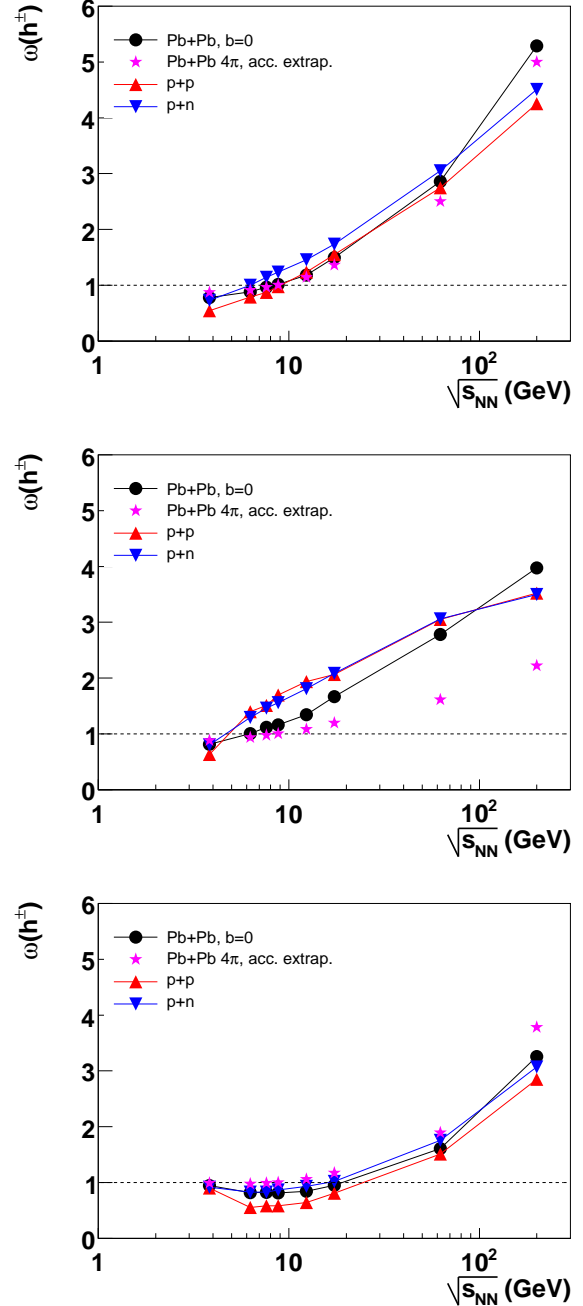 ω(h±)
6
5
4
3
2
1
0
Pb+Pb, b=0
Pb+Pb 4π, acc. extrap.
p+p
p+n
1
10
10²
√s_NN (GeV)
ω(h±)
6
5
4
3
2
1
0
Pb+Pb, b=0
Pb+Pb 4π, acc. extrap.
p+p
p+n
1
10
10²
√s_NN (GeV)
ω(h±)
6
5
4
3
2
1
0
Pb+Pb, b=0
Pb+Pb 4π, acc. extrap.
p+p
p+n
1
10
10²
√s_NN (GeV)